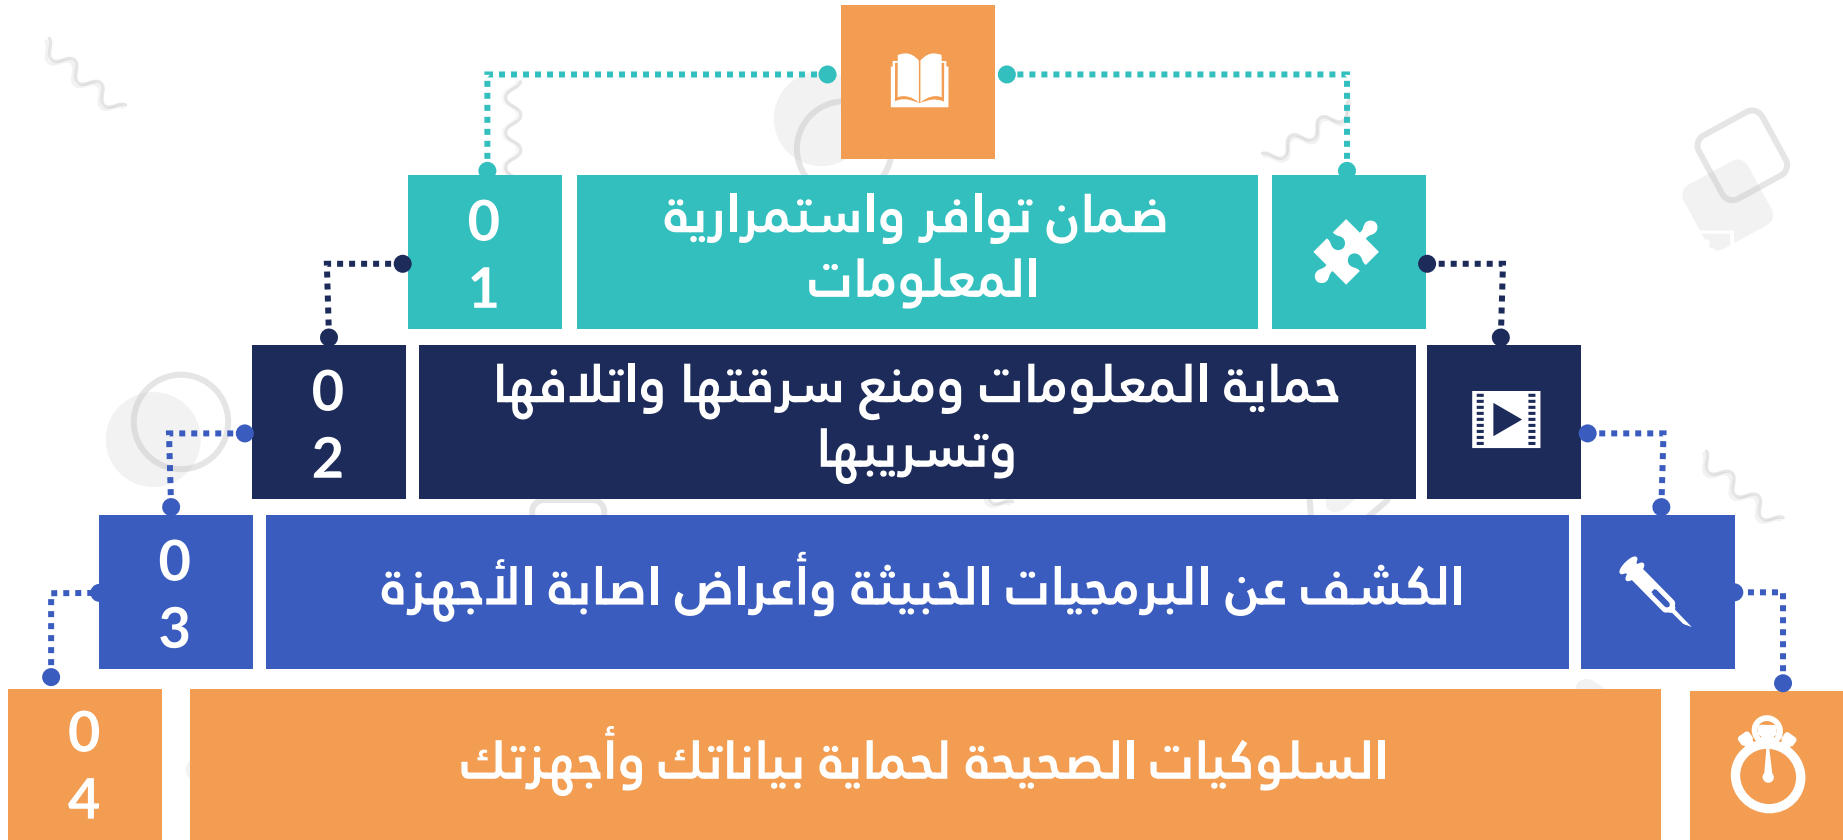 0
1
ضمان توافر واستمرارية
المعلومات
0
2
حماية المعلومات ومنع سرقتها واتلافها
وتسريبها
0
3
الكشف عن البرمجيات الخبيثة وأعراض اصابة الأجهزة
0
4
السلوكيات الصحيحة لحماية بياناتك وأجهزتك